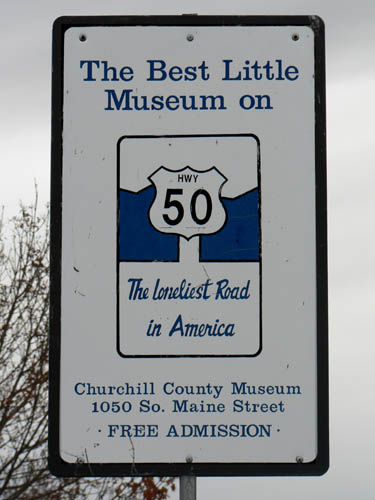 The Best Little
Museum on
HWY
50
The Loneliest Road
in America
Churchill County Museum
1050 So. Maine Street
· FREE ADMISSION ·